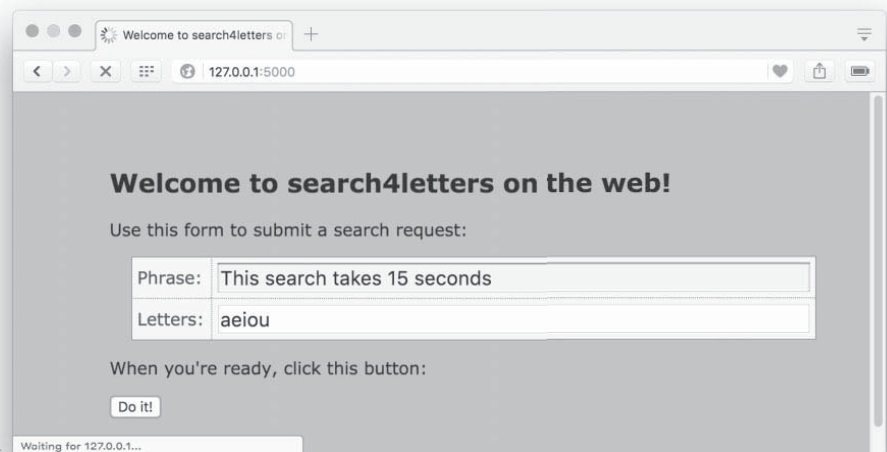 Welcome to search4letters o
127.0.0.1:5000
Welcome to search4letters on the web!
Use this form to submit a search request:
Phrase: This search takes 15 seconds
Letters: aeiou
When you're ready, click this button:
Do it!
Waiting for 127.0.0.1...